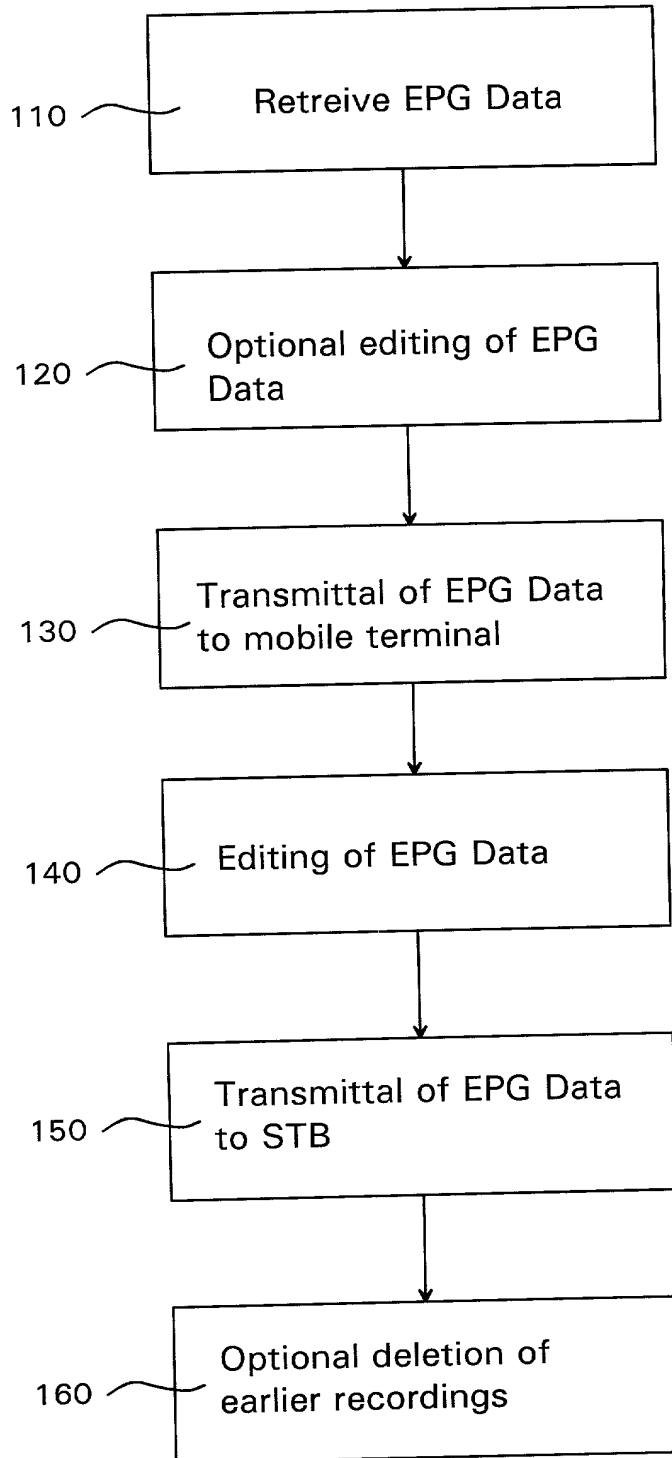 110
Retreive EPG Data
120
Optional editing of EPG
Data
130
Transmittal of EPG Data
to mobile terminal
140
Editing of EPG Data
150
Transmittal of EPG Data
to STB
160
Optional deletion of
earlier recordings